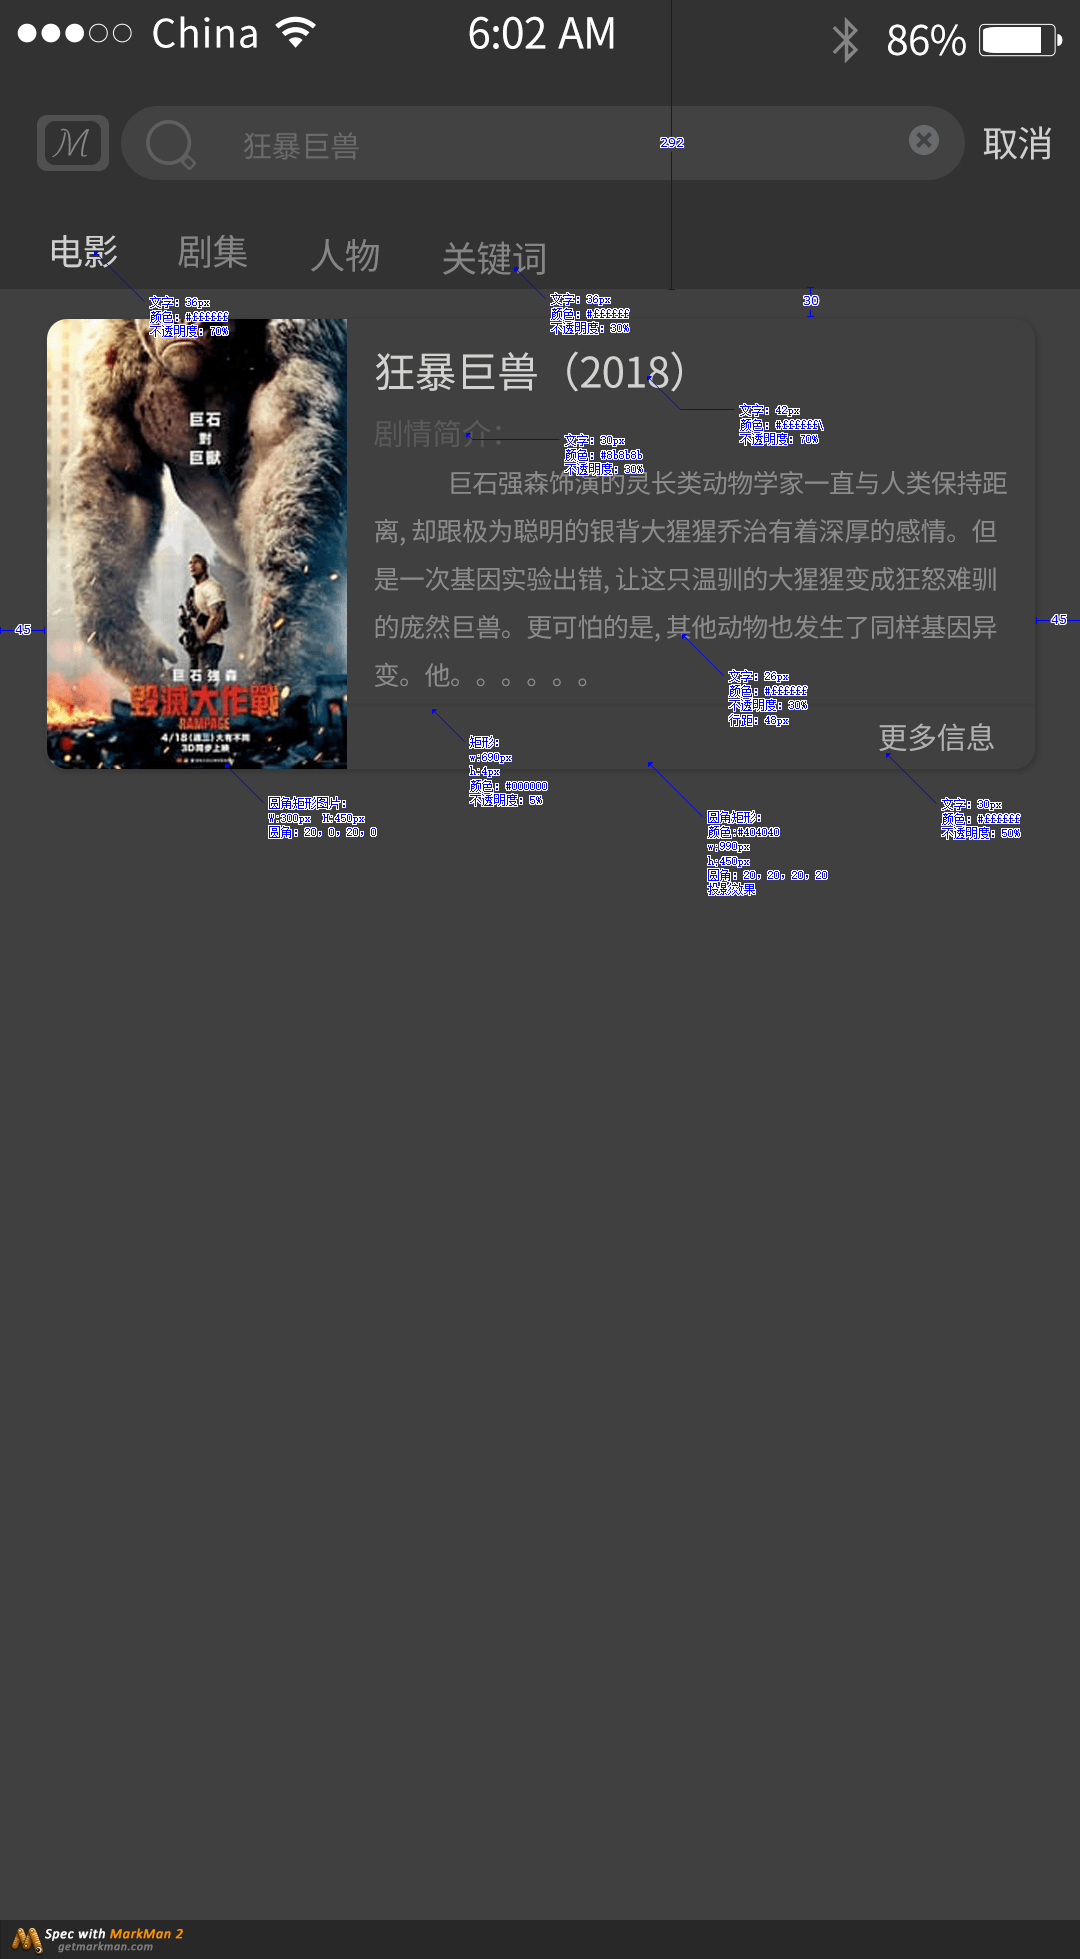 China
6:02 AM
86%
M
狂暴巨兽
取消
292
电影
剧集
人物
关键词
文字: 36px
颜色: #ffffff
不透明度: 70%
文字: 36px
颜色: #ffffff
不透明度: 30%
30
狂暴巨兽（2018）
文字: 42px
颜色: #ffffff\
不透明度: 70%
剧情简介:
文字: 30px
颜色: #8b8b8b
不透明度: 30%
巨石强森饰演的灵长类动物学家一直与人类保持距
离, 却跟极为聪明的银背大猩猩乔治有着深厚的感情。但
是一次基因实验出错, 让这只温驯的大猩猩变成狂怒难驯
的庞然巨兽。更可怕的是, 其他动物也发生了同样基因异
变。他。。。。。。
巨石
對
巨獸
巨石強森
毀滅大作戰
RAMPAGE
4/18(週三)大有不同
3D同步上映
45
45
文字: 26px
颜色: #ffffff
不透明度: 30%
行距: 48px
更多信息
矩形:
w:690px
h:4px
颜色: #000000
不透明度: 5%
圆角矩形图片:
W:300px H:450px
圆角: 20, 0, 20, 0
圆角矩形:
颜色:#404040
w:990px
h:450px
圆角: 20, 20, 20, 20
投影效果
文字: 30px
颜色: #ffffff
不透明度: 50%
Spec with MarkMan 2
getmarkman.com